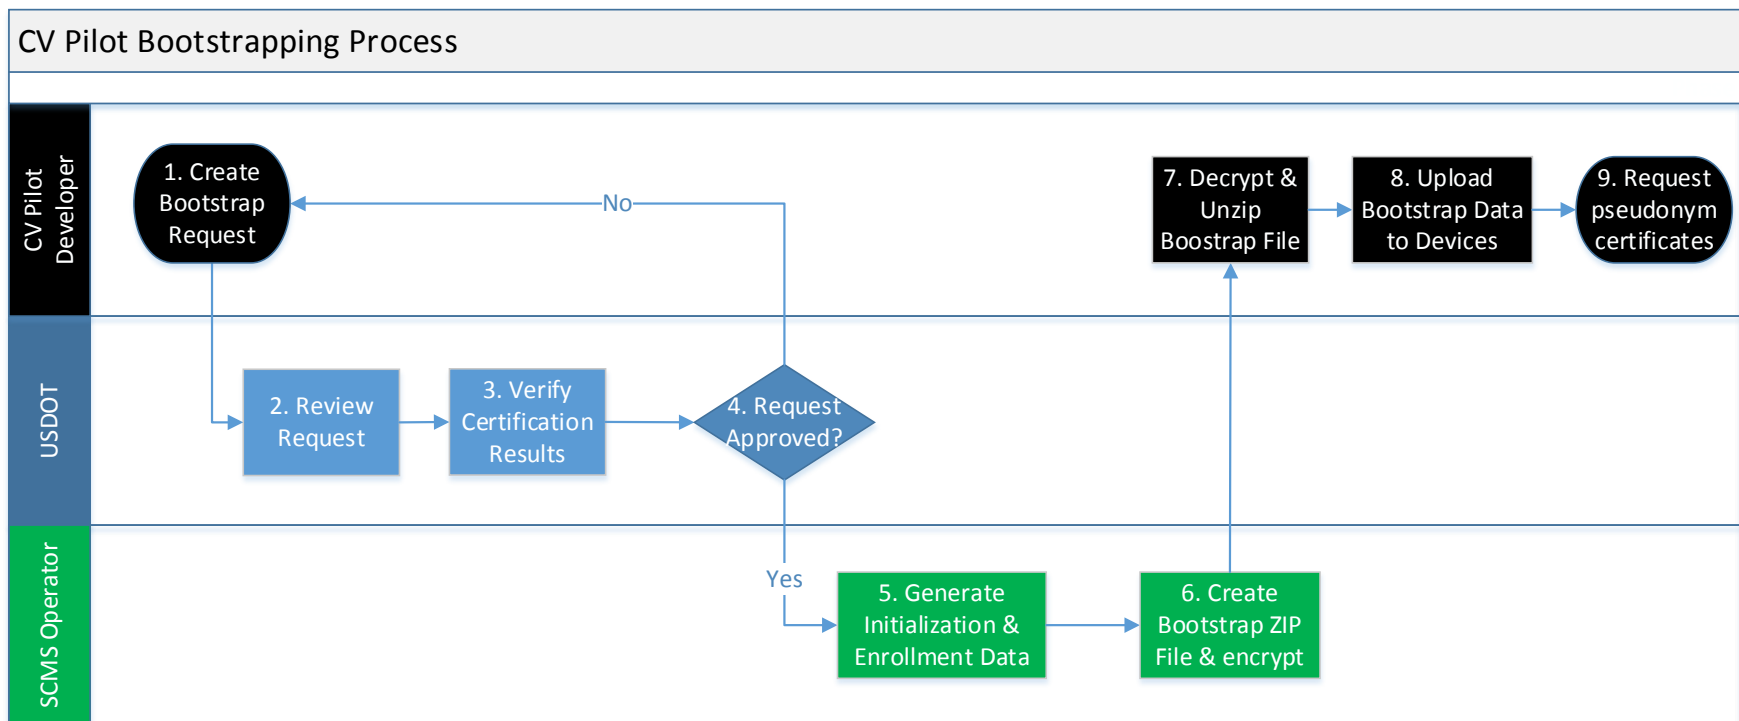 CV Pilot Bootstrapping Process
CV Pilot
Developer
1. Create
Bootstrap
Request
No
7. Decrypt &
Unzip
Boostrap File
8. Upload
Bootstrap Data
to Devices
9. Request
pseudonym
certificates
USDOT
2. Review
Request
3. Verify
Certification
Results
4. Request
Approved?
SCMS Operator
Yes
5. Generate
Initialization &
Enrollment Data
6. Create
Bootstrap ZIP
File & encrypt